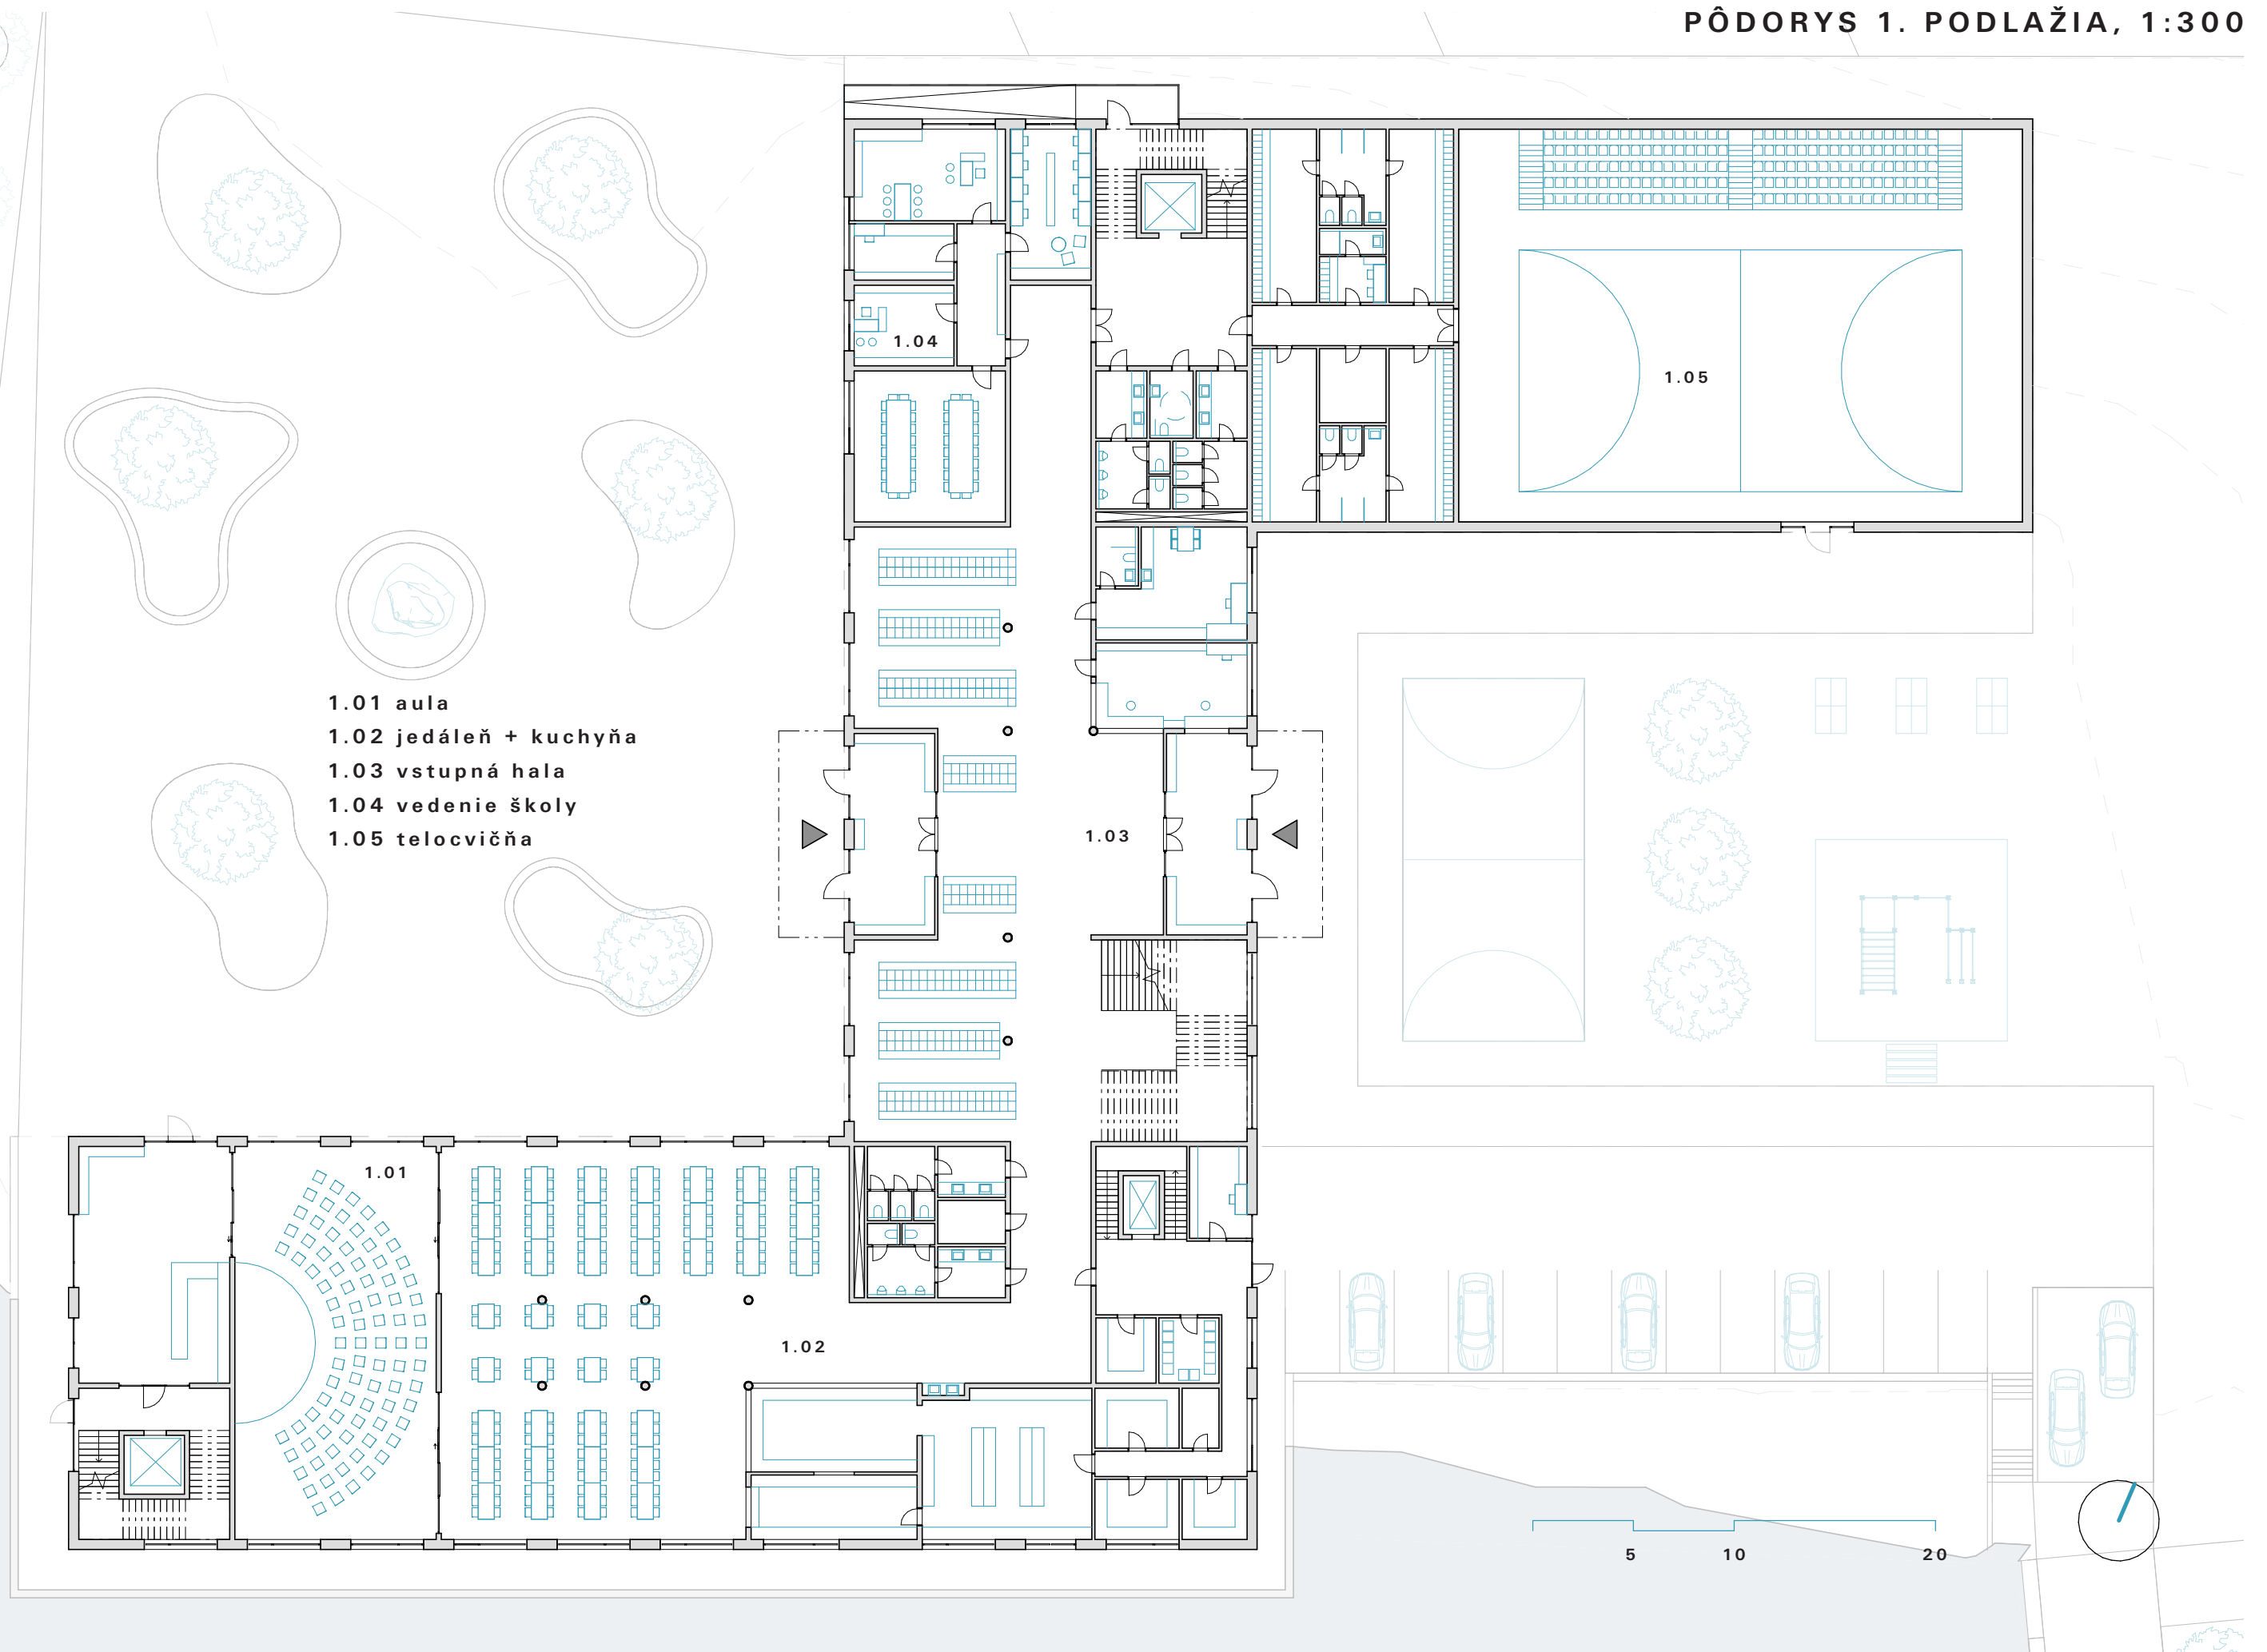 PÔDORYS 1. PODLAŽIA, 1:300
1.04
1.05
1.01 aula
1.02 jedáleň + kuchyňa
1.03 vstupná hala
1.04 vedenie školy
1.05 telocvičňa
1.03
1.01
1.02
5 10 20